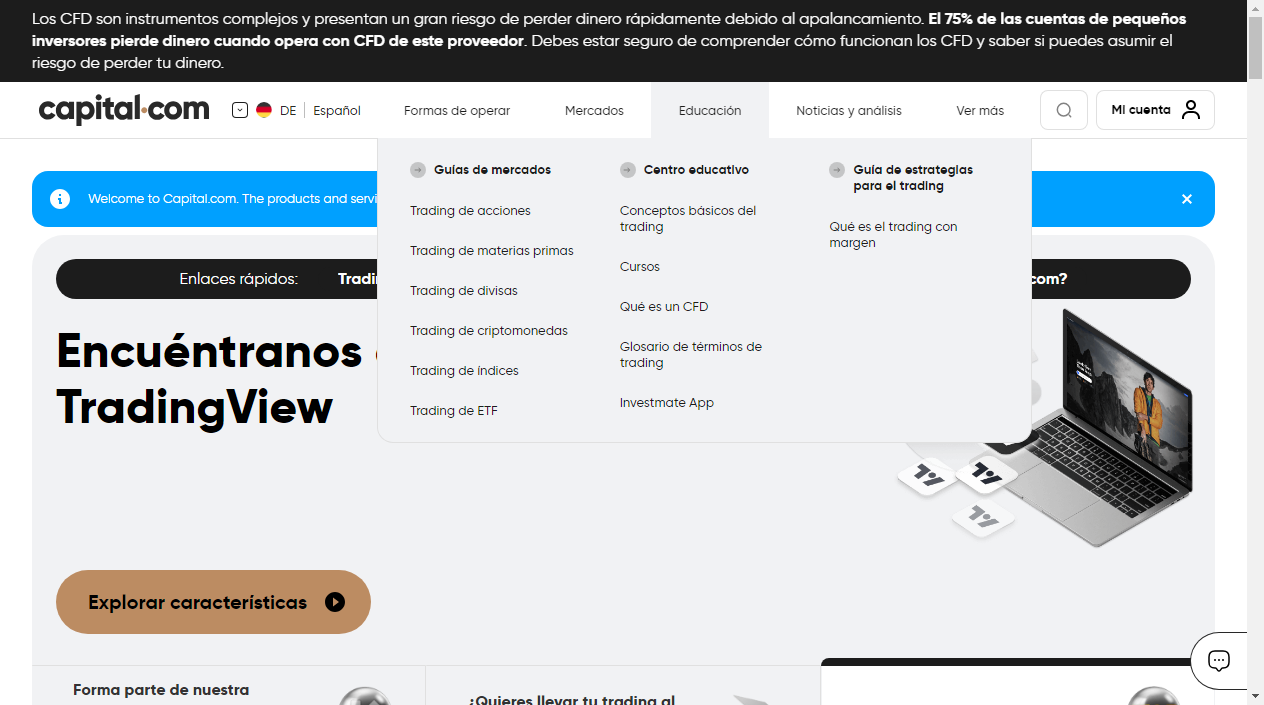 Los CFD son instrumentos complejos y presentan un gran riesgo de perder dinero rápidamente debido al apalancamiento. El 75% de las cuentas de pequeños
inversores pierde dinero cuando opera con CFD de este proveedor. Debes estar seguro de comprender cómo funcionan los CFD y saber si puedes asumir el
riesgo de perder tu dinero.
capital.com
DE | Español
Formas de operar
Mercados
Educación
Noticias y análisis
Ver más
Mi cuenta
Guías de mercados
Trading de acciones
Trading de materias primas
Trading de divisas
Trading de criptomonedas
Trading de índices
Trading de ETF
Centro educativo
Conceptos básicos del
trading
Cursos
Qué es un CFD
Glosario de términos de
trading
Investmate App
Guía de estrategias
para el trading
Qué es el trading con
margen
Welcome to Capital.com. The products and servi
Enlaces rápidos:
com?
Encuéntranos
TradingView
Explorar características
Forma parte de nuestra
¿Quieres llevar tu trading al